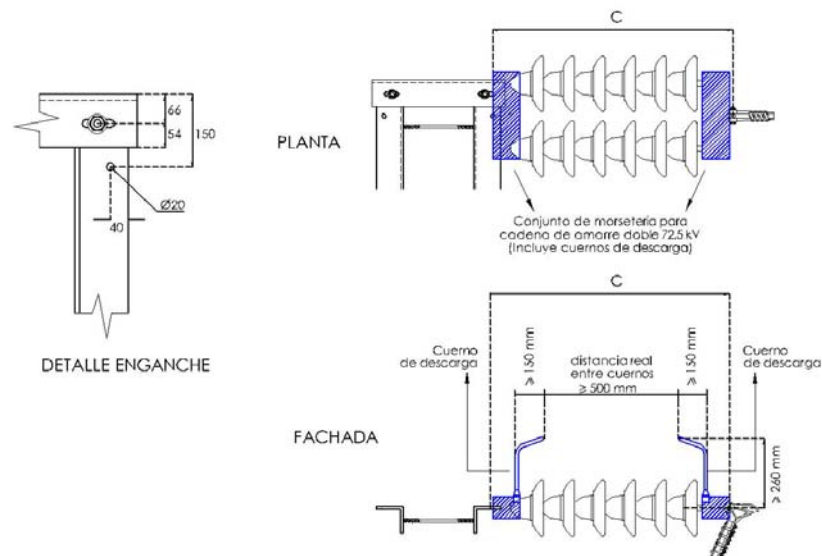 66
54
150
Ø20
40
DETALLE ENGANCHE
C
PLANTA
Conjunto de morsetería para
cadena de amarre doble 72,5 kV
(Incluye cuernos de descarga)
C
Cuerno
de descarga
≥ 150 mm
distancia real
entre cuernos
≥ 500 mm
≥ 150 mm
Cuerno
de descarga
FACHADA
≥ 260 mm